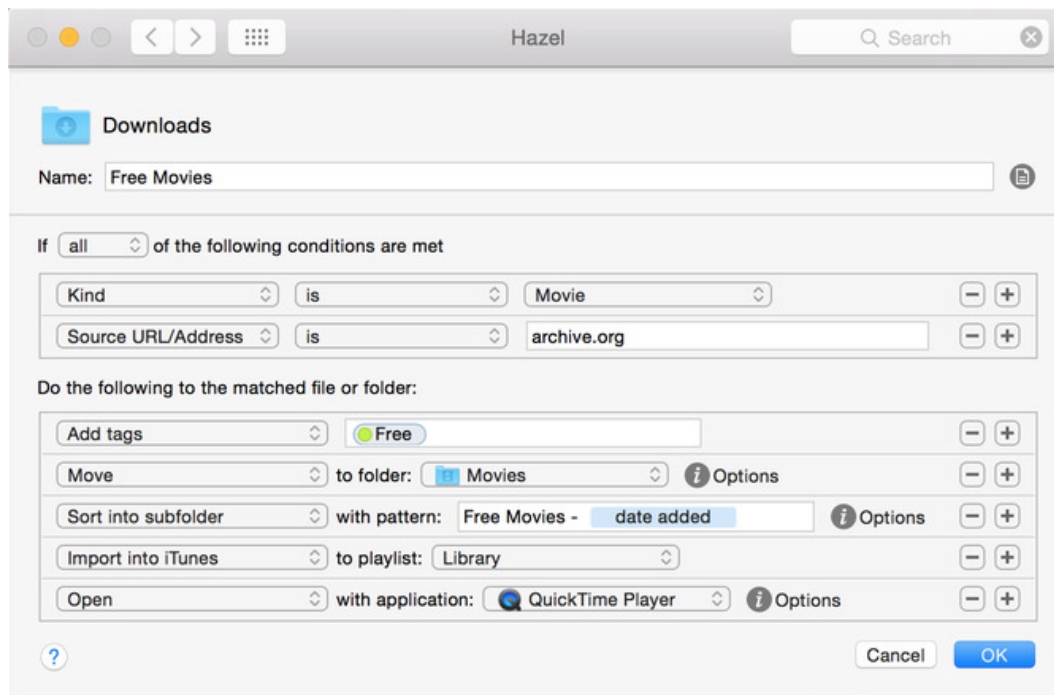 Hazel
Search
Downloads
Name: Free Movies
If all of the following conditions are met
Kind is Movie
Source URL/Address is archive.org
Do the following to the matched file or folder:
Add tags Free
Move to folder: Movies i Options
Sort into subfolder with pattern: Free Movies - date added i Options
Import into iTunes to playlist: Library
Open with application: QuickTime Player i Options
? Cancel OK